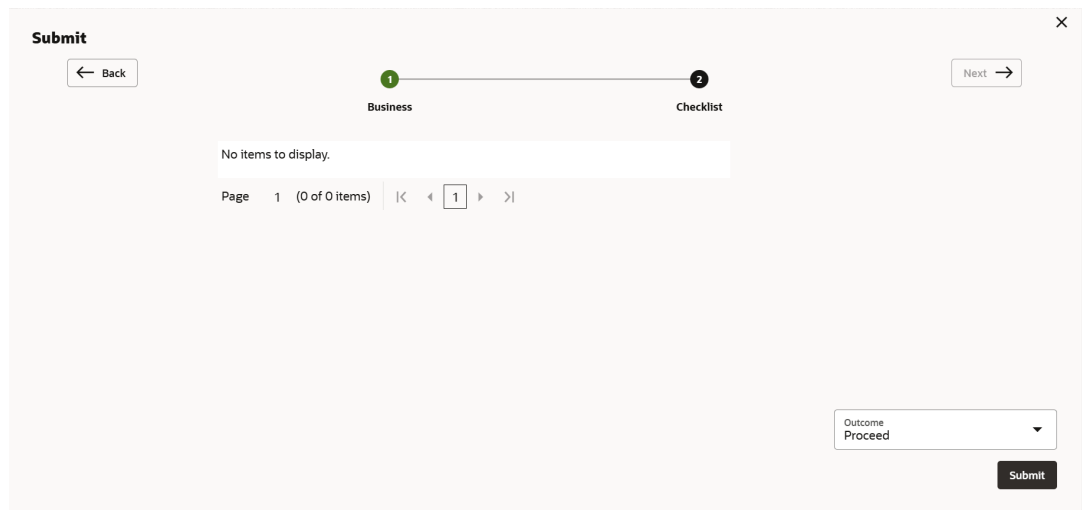 Submit
Back
1
2
Next
Business
Checklist
No items to display.
Page 1 (0 of 0 items) 1
Outcome
Proceed
Submit